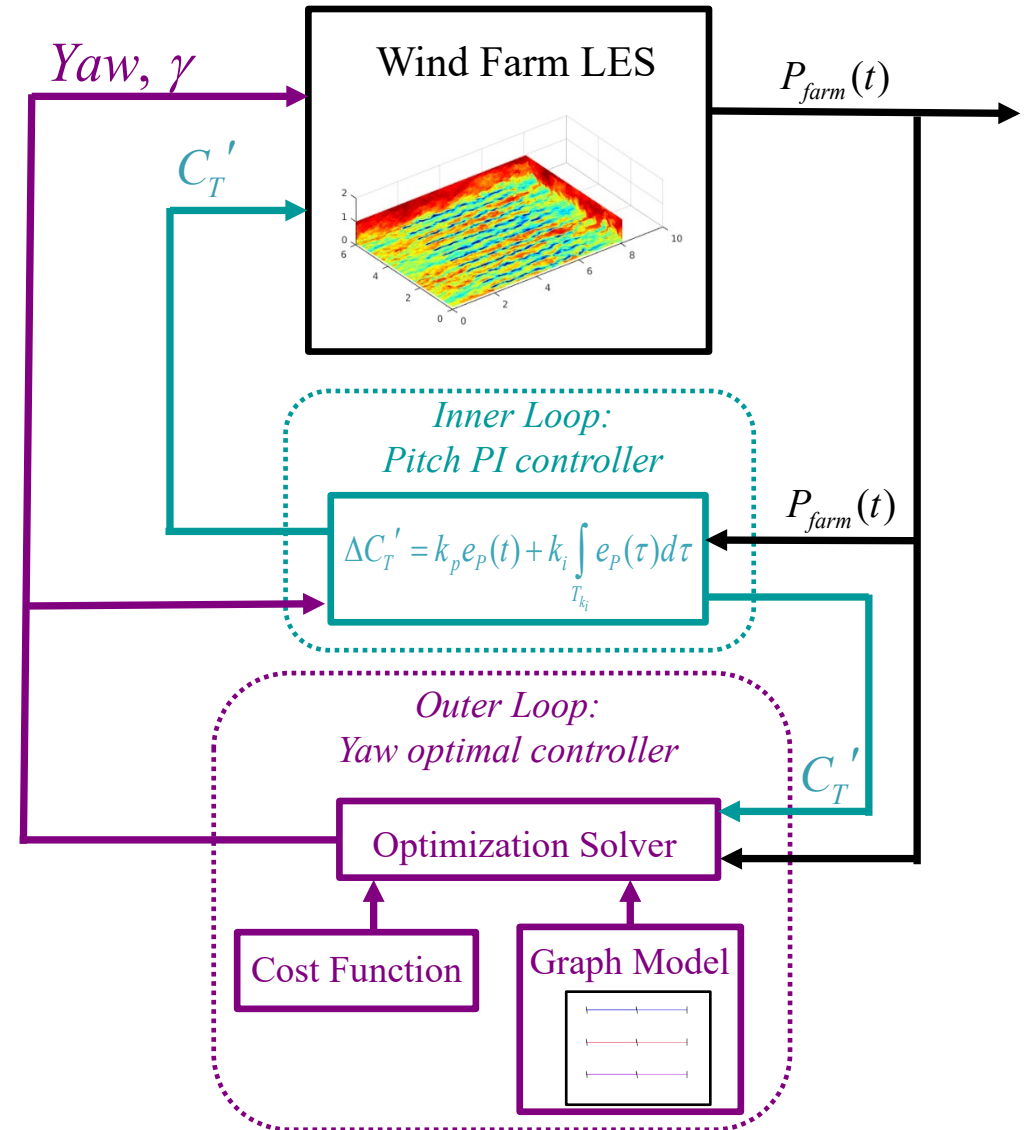 Yaw, γ
Wind Farm LES
P_farm(t)
C_T'
2
1
0
6
4
2
0
0
2
4
6
8
10
Inner Loop:
Pitch PI controller
P_farm(t)
ΔC_T' = k_p e_P(t) + k_i ∫_{T_{k_i}} e_P(τ)dτ
Outer Loop:
Yaw optimal controller
C_T'
Optimization Solver
Cost Function
Graph Model